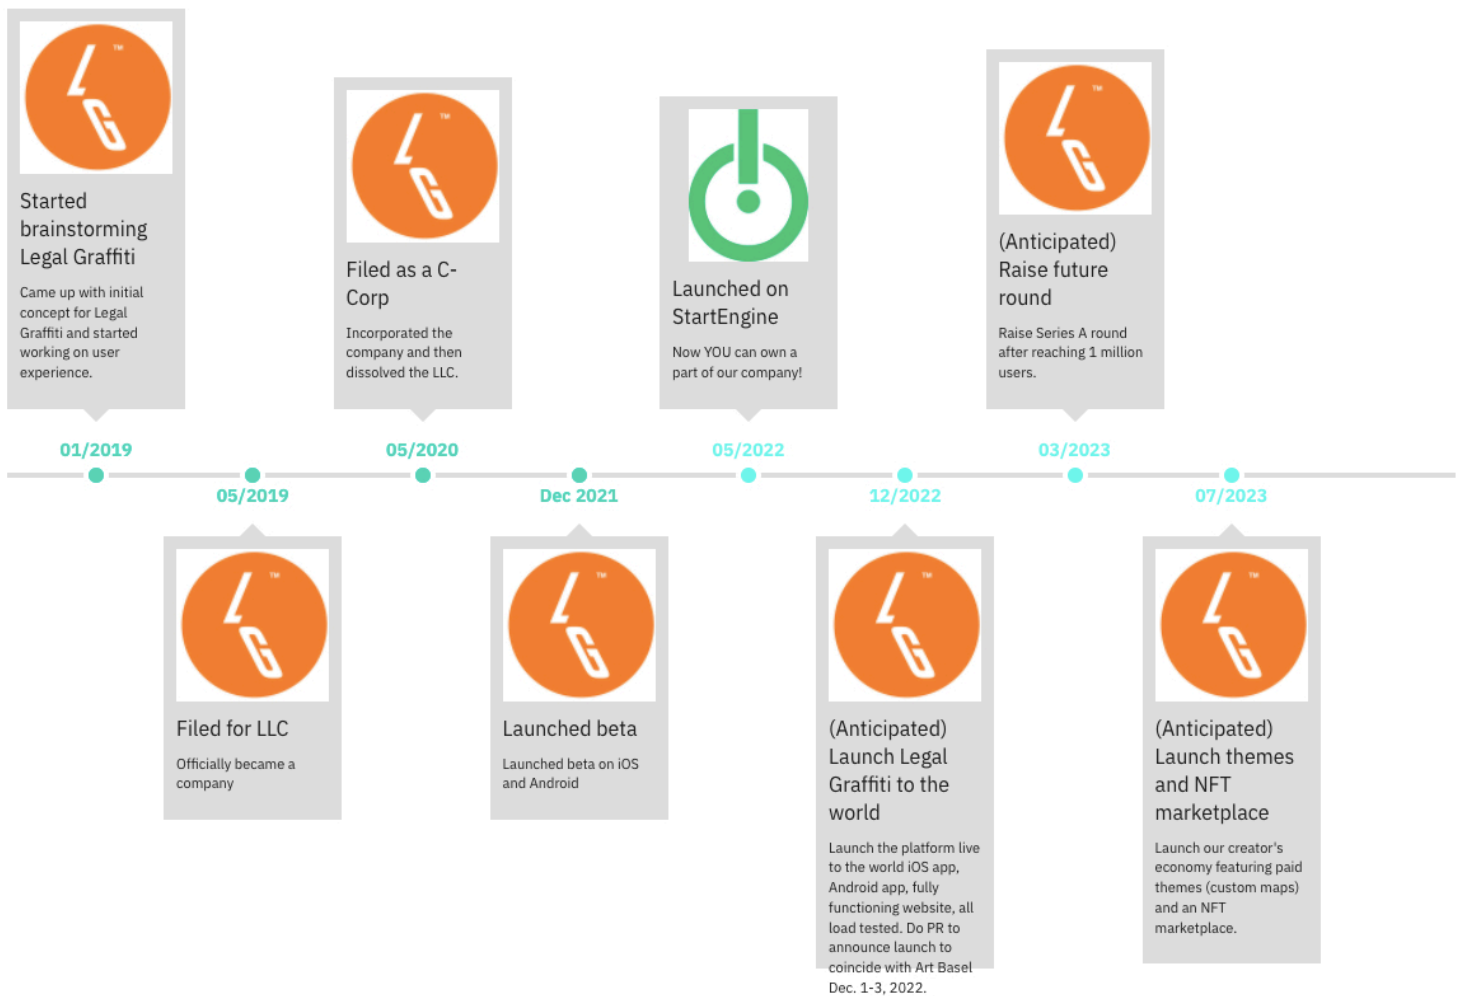 LG™
Started
brainstorming
Legal Graffiti
Came up with initial
concept for Legal
Graffiti and started
working on user
experience.
01/2019
LG™
Filed for LLC
Officially became a
company
05/2019
LG™
Filed as a C-
Corp
Incorporated the
company and then
dissolved the LLC.
05/2020
LG™
Launched beta
Launched beta on iOS
and Android
Dec 2021
Launched on
StartEngine
Now YOU can own a
part of our company!
05/2022
LG™
(Anticipated)
Launch Legal
Graffiti to the
world
Launch the platform live
to the world iOS app,
Android app, fully
functioning website, all
load tested. Do PR to
announce launch to
coincide with Art Basel
Dec. 1-3, 2022.
12/2022
LG™
(Anticipated)
Raise future
round
Raise Series A round
after reaching 1 million
users.
03/2023
LG™
(Anticipated)
Launch themes
and NFT
marketplace
Launch our creator's
economy featuring paid
themes (custom maps)
and an NFT
marketplace.
07/2023